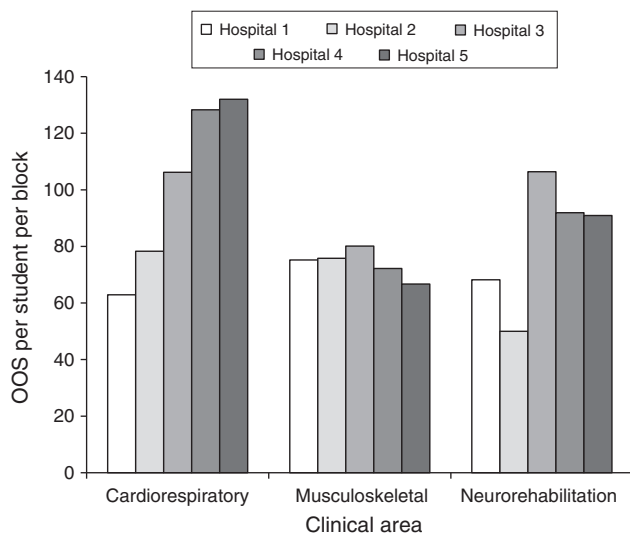 Hospital 1 Hospital 2 Hospital 3
Hospital 4 Hospital 5
140
120
100
80
60
40
20
0
OOS per student per block
Cardiorespiratory Musculoskeletal Neurorehabilitation
Clinical area